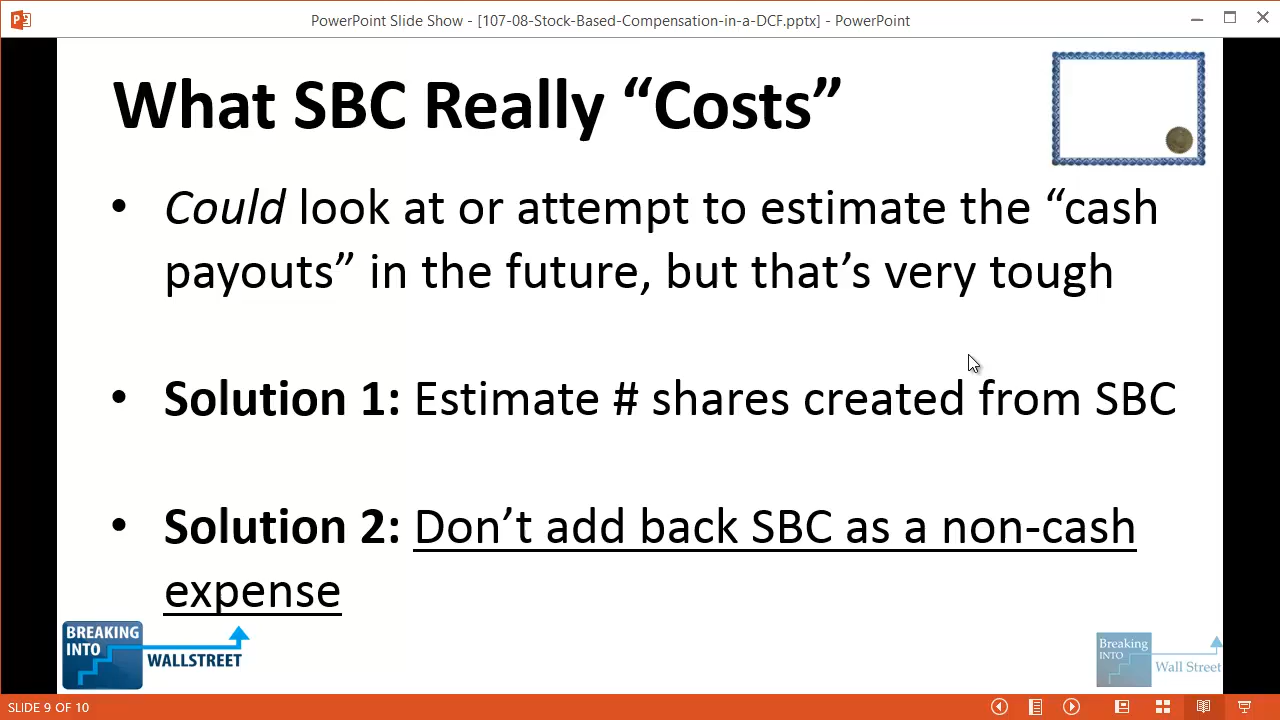 PowerPoint Slide Show - [107-08-Stock-Based-Compensation-in-a-DCF.pptx] - PowerPoint
What SBC Really “Costs”
• Could look at or attempt to estimate the “cash
payouts” in the future, but that’s very tough
• Solution 1: Estimate # shares created from SBC
• Solution 2: Don’t add back SBC as a non-cash
expense
BREAKING
INTO
WALLSTREET
Breaking
INTO
Wall Street
SLIDE 9 OF 10